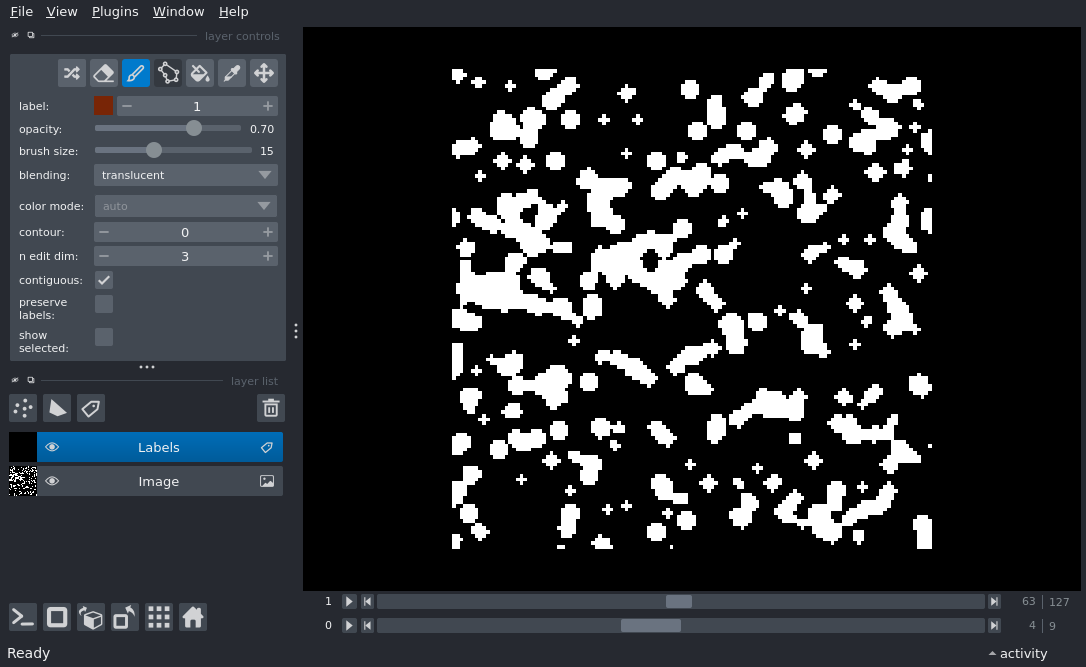 File View Plugins Window Help
layer controls
label: 1
opacity: 0.70
brush size: 15
blending: translucent
color mode: auto
contour: 0
n edit dim: 3
contiguous:
preserve
labels:
show
selected:
layer list
Labels
Image
1 63 127
0 4 9
Ready activity